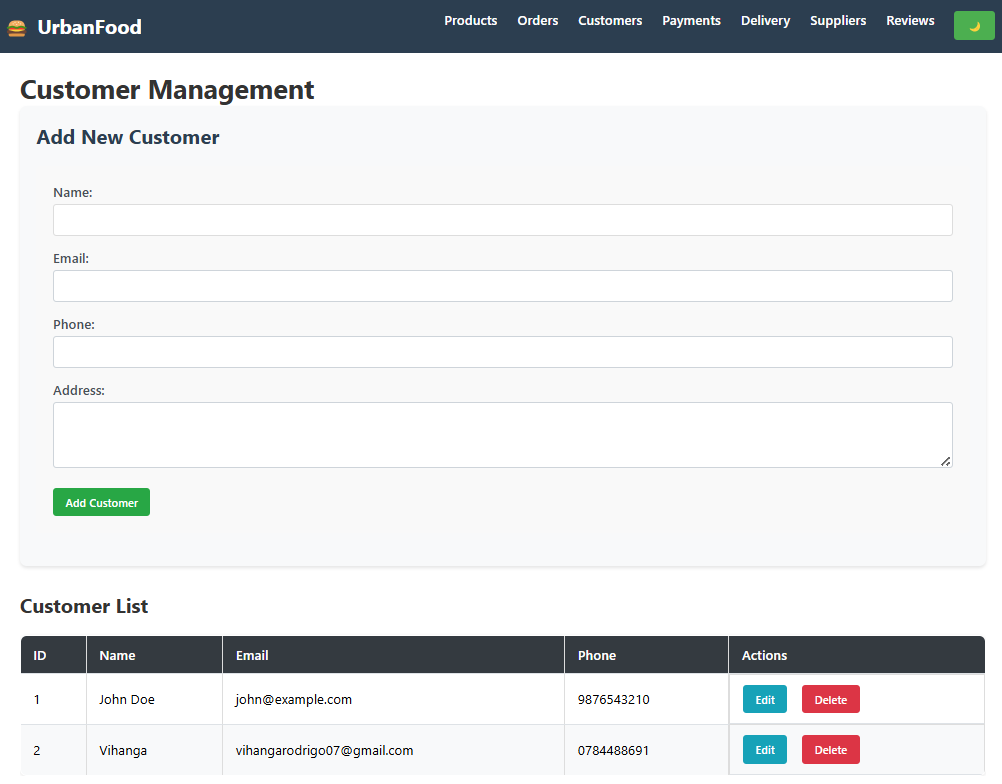 UrbanFood Products Orders Customers Payments Delivery Suppliers Reviews
Customer Management
Add New Customer
Name:
Email:
Phone:
Address:
Add Customer
Customer List
ID Name Email Phone Actions
1 John Doe john@example.com 9876543210 Edit Delete
2 Vihanga vihangarodrigo07@gmail.com 0784488691 Edit Delete